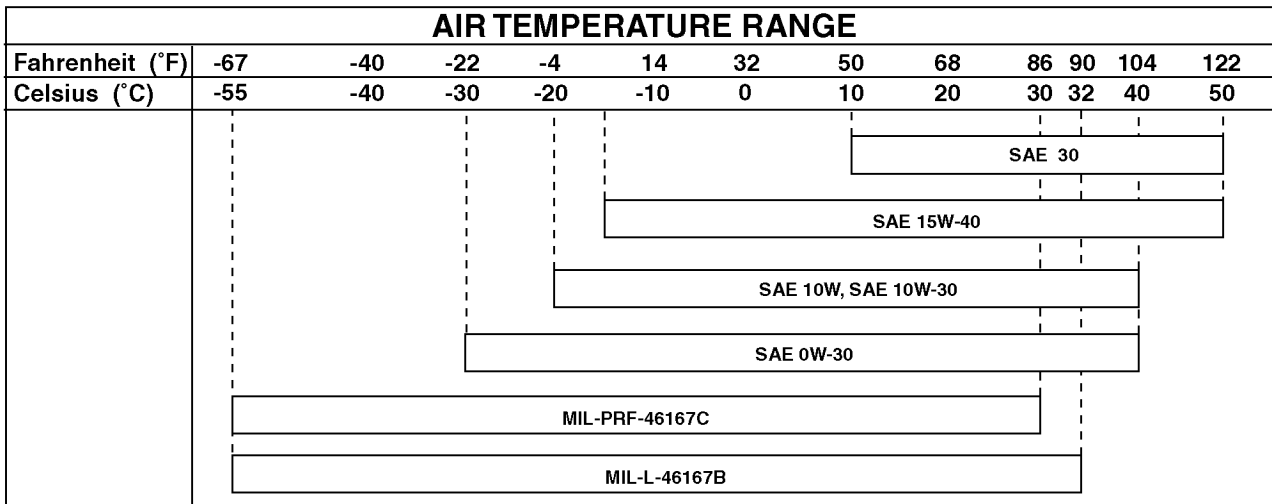 AIR TEMPERATURE RANGE
Fahrenheit (°F) -67 -40 -22 -4 14 32 50 68 86 90 104 122
Celsius (°C) -55 -40 -30 -20 -10 0 10 20 30 32 40 50
SAE 30
SAE 15W-40
SAE 10W, SAE 10W-30
SAE 0W-30
MIL-PRF-46167C
MIL-L-46167B